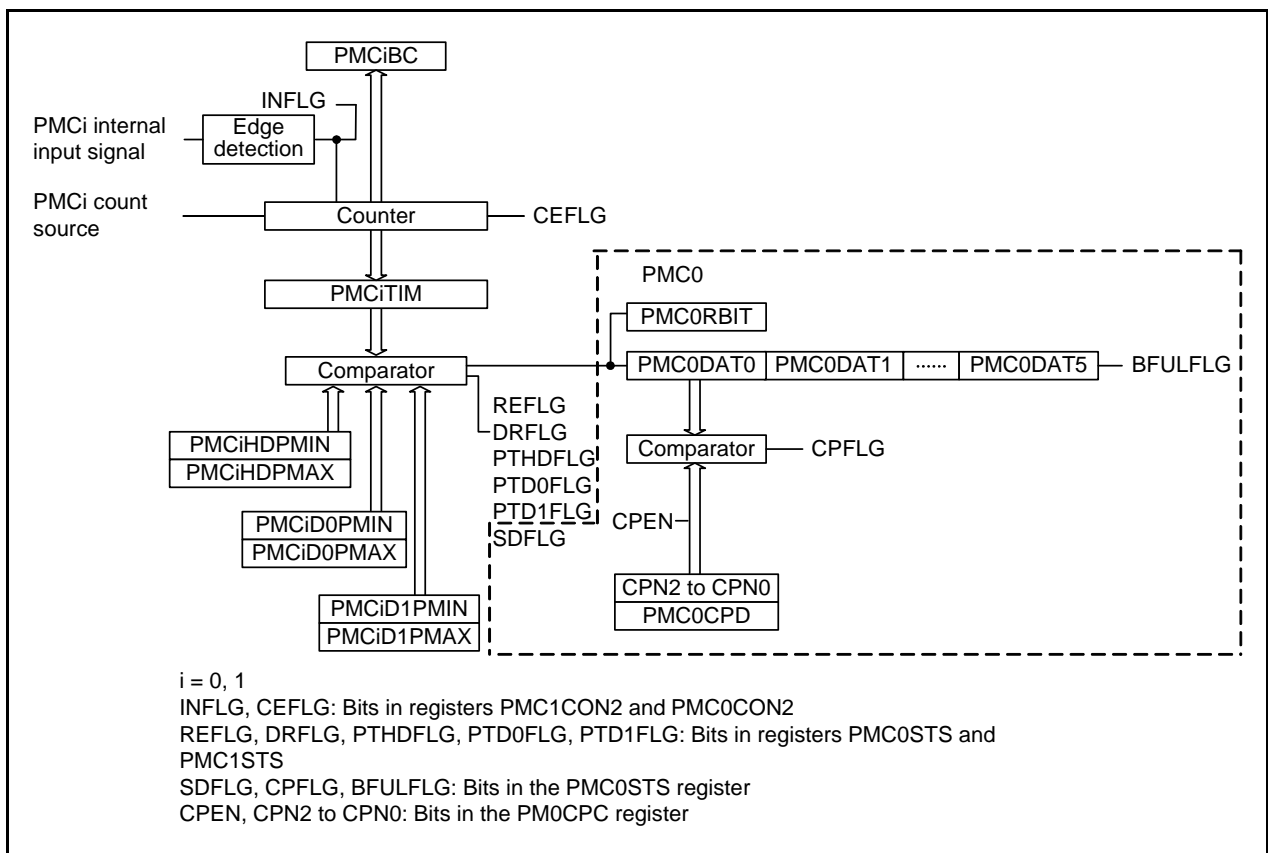 PMCiBC
INFLG
PMCi internal
input signal
Edge
detection
PMCi count
source
Counter
CEFLG
PMCiTIM
Comparator
PMCiHDPMIN
PMCiHDPMAX
PMCiD0PMIN
PMCiD0PMAX
PMCiD1PMIN
PMCiD1PMAX
REFLG
DRFLG
PTHDFLG
PTD0FLG
PTD1FLG
SDFLG
PMC0
PMC0RBIT
PMC0DAT0 PMC0DAT1 ...... PMC0DAT5 BFULFLG
Comparator
CPFLG
CPEN
CPN2 to CPN0
PMC0CPD
i = 0, 1
INFLG, CEFLG: Bits in registers PMC1CON2 and PMC0CON2
REFLG, DRFLG, PTHDFLG, PTD0FLG, PTD1FLG: Bits in registers PMC0STS and
PMC1STS
SDFLG, CPFLG, BFULFLG: Bits in the PMC0STS register
CPEN, CPN2 to CPN0: Bits in the PM0CPC register